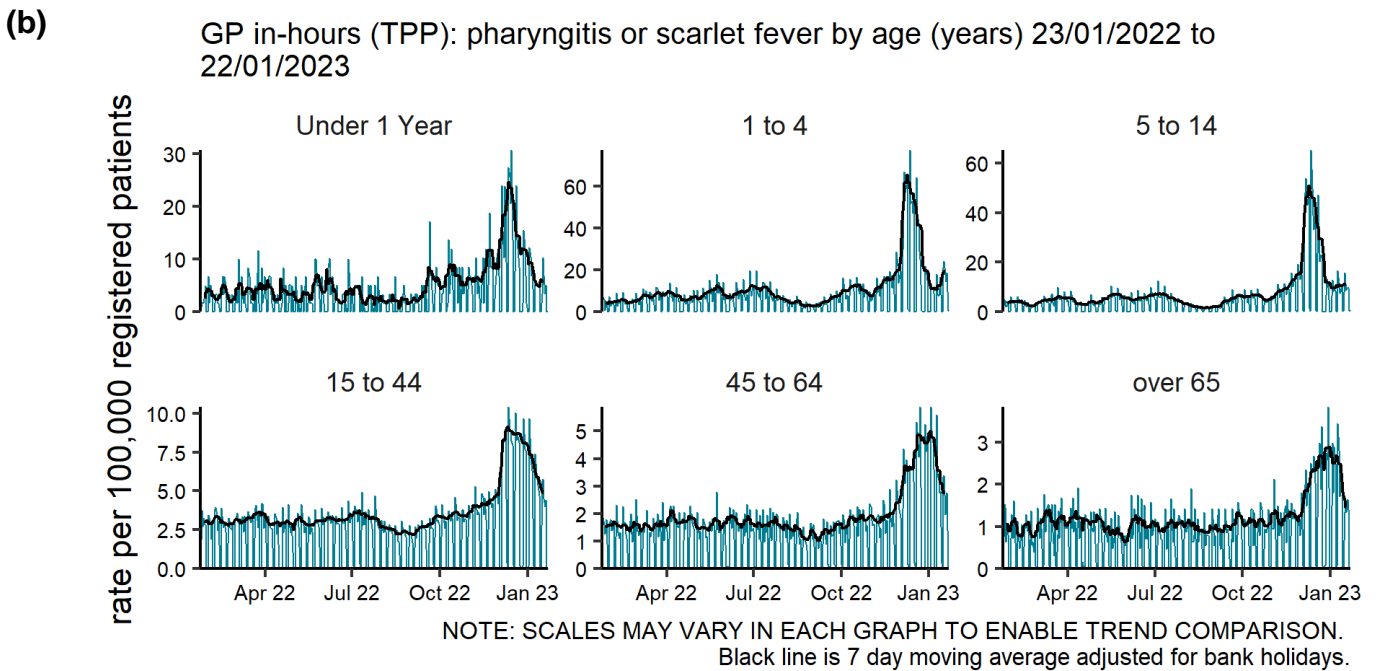 (b)
GP in-hours (TPP): pharyngitis or scarlet fever by age (years) 23/01/2022 to
22/01/2023
rate per 100,000 registered patients
Under 1 Year
30
20
10
0
1 to 4
60
40
20
0
5 to 14
60
40
20
0
15 to 44
10.0
7.5
5.0
2.5
0.0
Apr 22 Jul 22 Oct 22 Jan 23
45 to 64
5
4
3
2
1
0
Apr 22 Jul 22 Oct 22 Jan 23
over 65
3
2
1
0
Apr 22 Jul 22 Oct 22 Jan 23
NOTE: SCALES MAY VARY IN EACH GRAPH TO ENABLE TREND COMPARISON.
Black line is 7 day moving average adjusted for bank holidays.